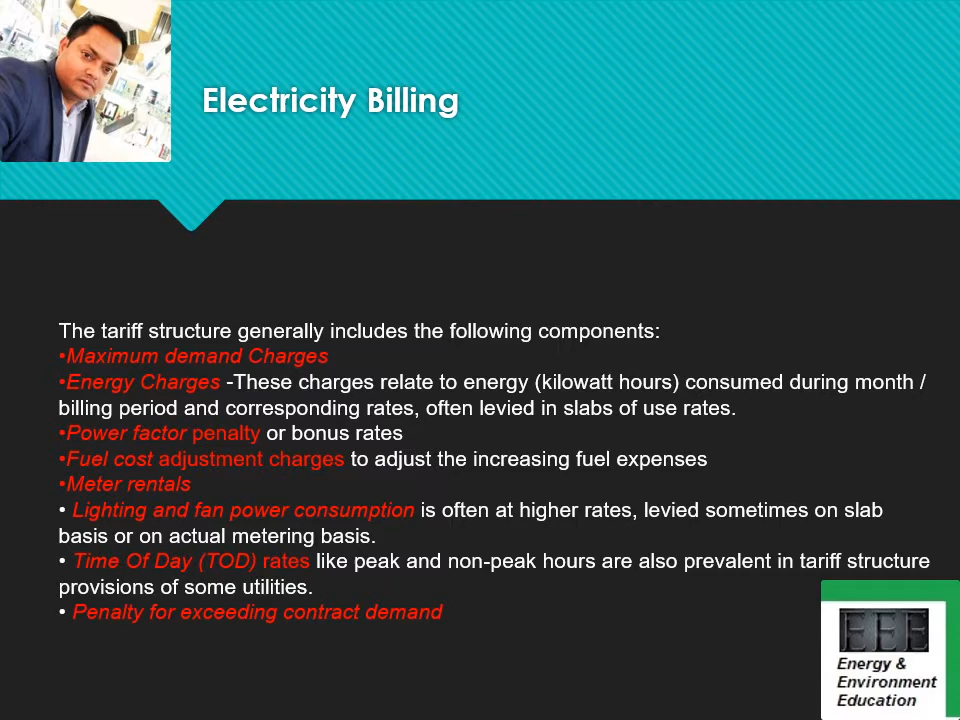 Electricity Billing
The tariff structure generally includes the following components:
•Maximum demand Charges
•Energy Charges -These charges relate to energy (kilowatt hours) consumed during month /
billing period and corresponding rates, often levied in slabs of use rates.
•Power factor penalty or bonus rates
•Fuel cost adjustment charges to adjust the increasing fuel expenses
•Meter rentals
• Lighting and fan power consumption is often at higher rates, levied sometimes on slab
basis or on actual metering basis.
• Time Of Day (TOD) rates like peak and non-peak hours are also prevalent in tariff structure
provisions of some utilities.
• Penalty for exceeding contract demand
EEE
Energy &
Environment
Education